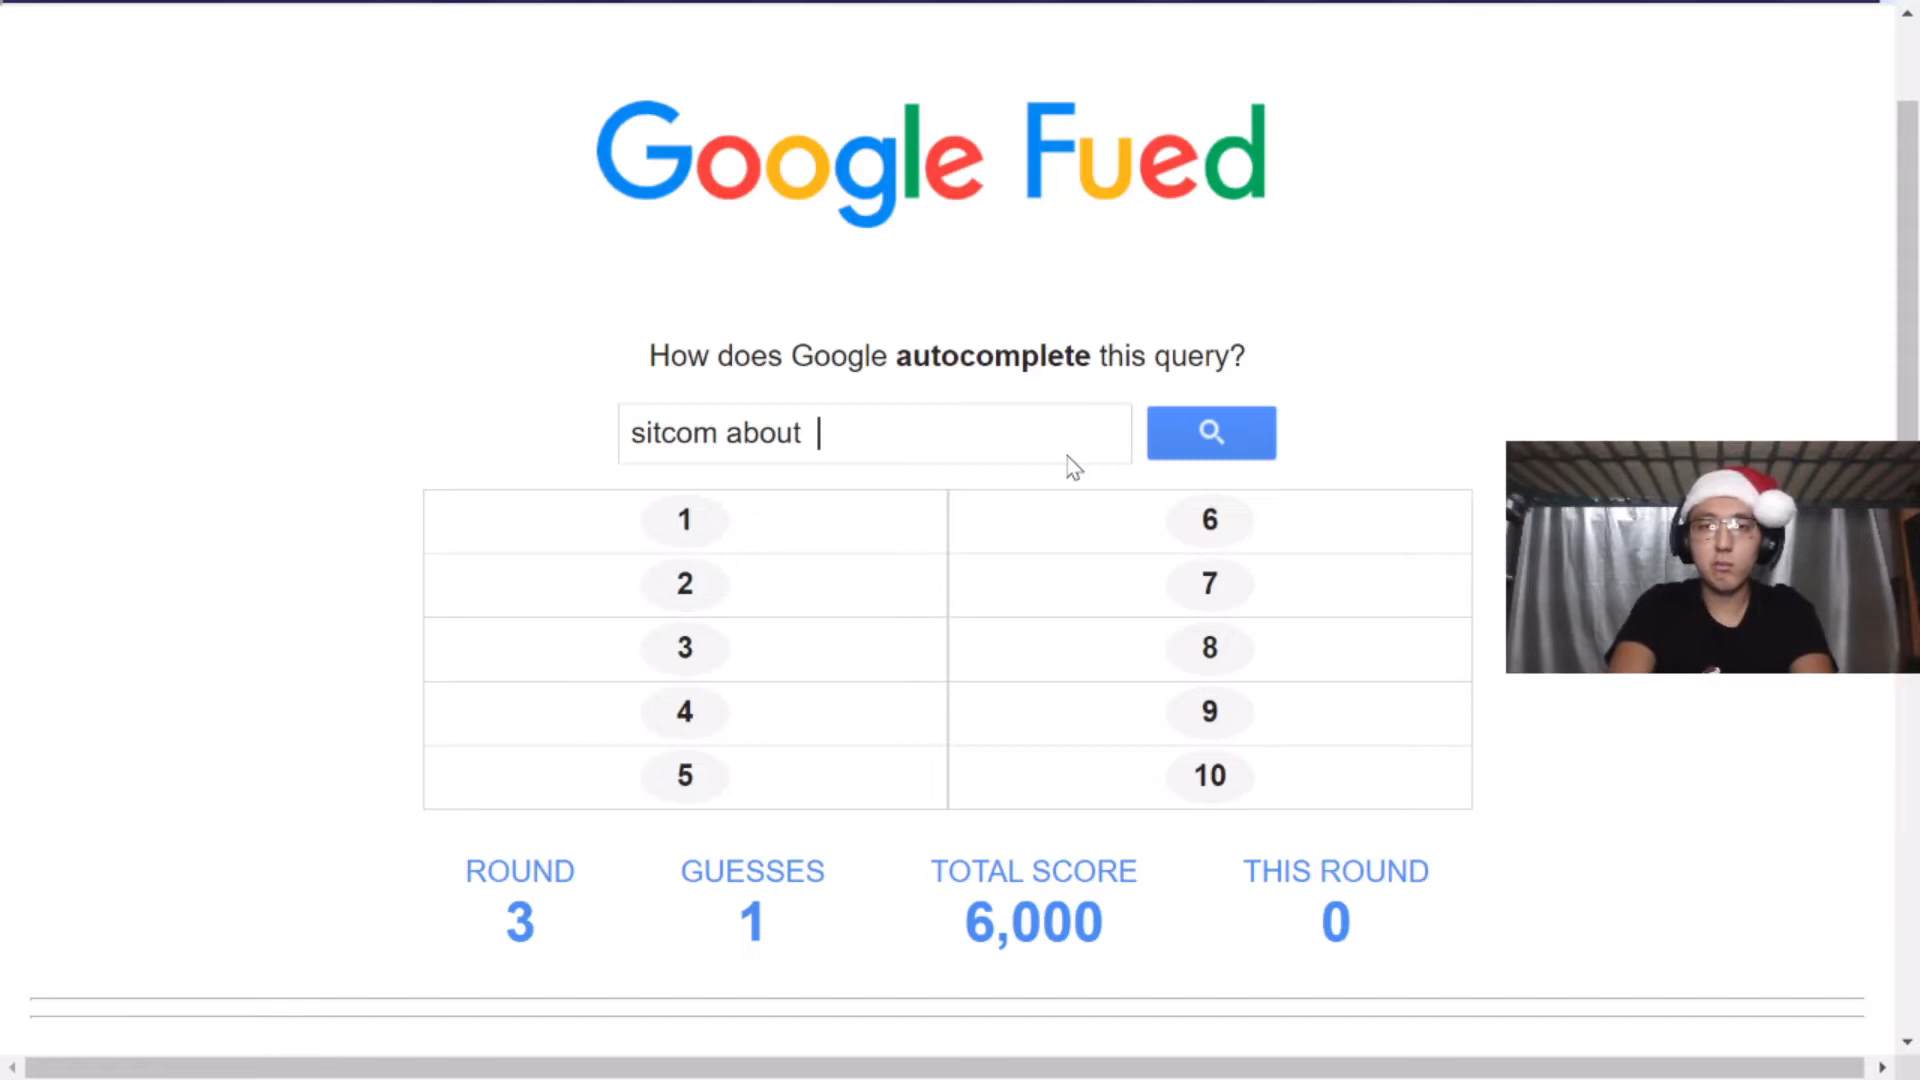 Google Fued
How does Google autocomplete this query?
sitcom about
1 6
2 7
3 8
4 9
5 10
ROUND GUESSES TOTAL SCORE THIS ROUND
3 1 6,000 0